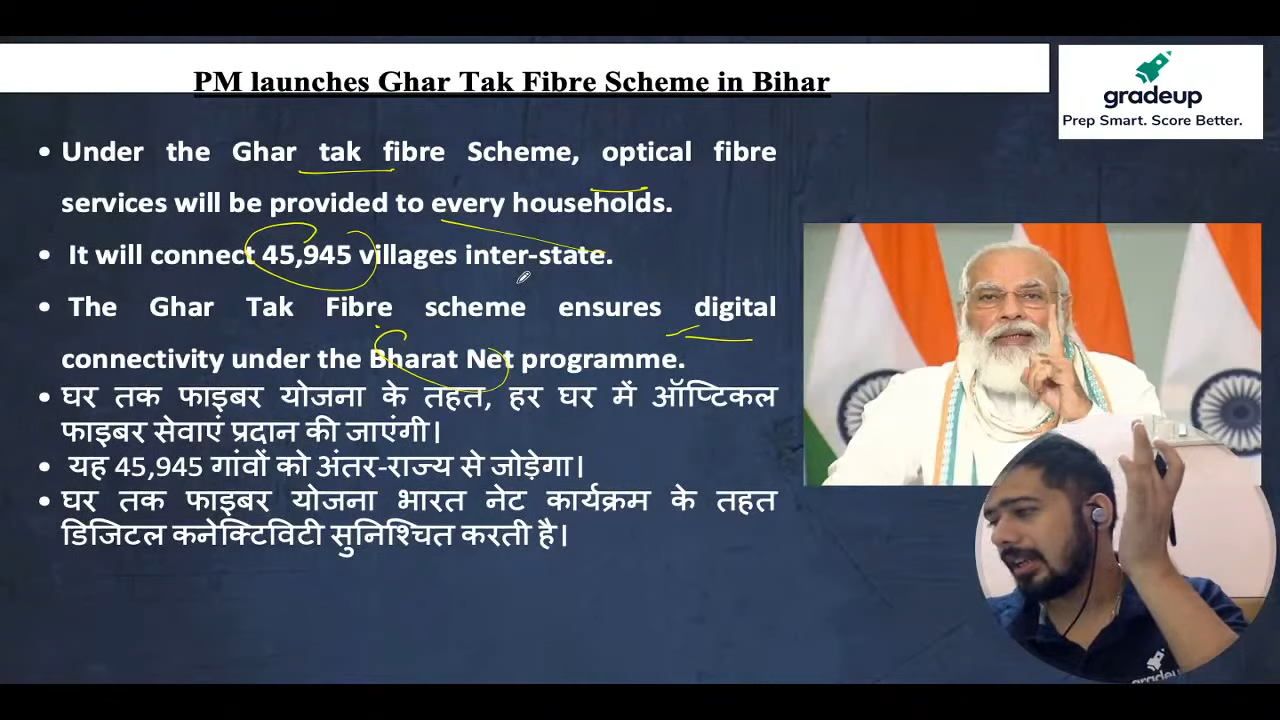 PM launches Ghar Tak Fibre Scheme in Bihar
gradeup
Prep Smart. Score Better.
• Under the Ghar tak fibre Scheme, optical fibre
services will be provided to every households.
• It will connect 45,945 villages inter-state.
• The Ghar Tak Fibre scheme ensures digital
connectivity under the Bharat Net programme.
• घर तक फाइबर योजना के तहत, हर घर में ऑप्टिकल
फाइबर सेवाएं प्रदान की जाएंगी।
• यह 45,945 गांवों को अंतर-राज्य से जोड़ेगा।
• घर तक फाइबर योजना भारत नेट कार्यक्रम के तहत
डिजिटल कनेक्टिविटी सुनिश्चित करती है।
gradeup